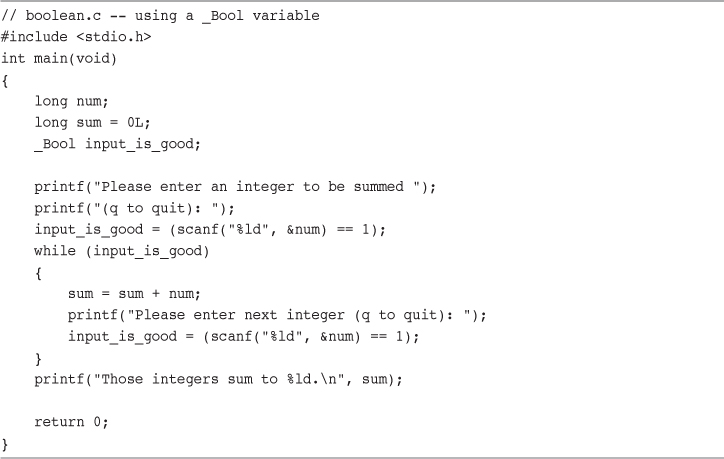 // boolean.c -- using a _Bool variable
#include <stdio.h>
int main(void)
{
    long num;
    long sum = 0L;
    _Bool input_is_good;

    printf("Please enter an integer to be summed ");
    printf("(q to quit): ");
    input_is_good = (scanf("%ld", &num) == 1);
    while (input_is_good)
    {
        sum = sum + num;
        printf("Please enter next integer (q to quit): ");
        input_is_good = (scanf("%ld", &num) == 1);
    }
    printf("Those integers sum to %ld.\n", sum);

    return 0;
}